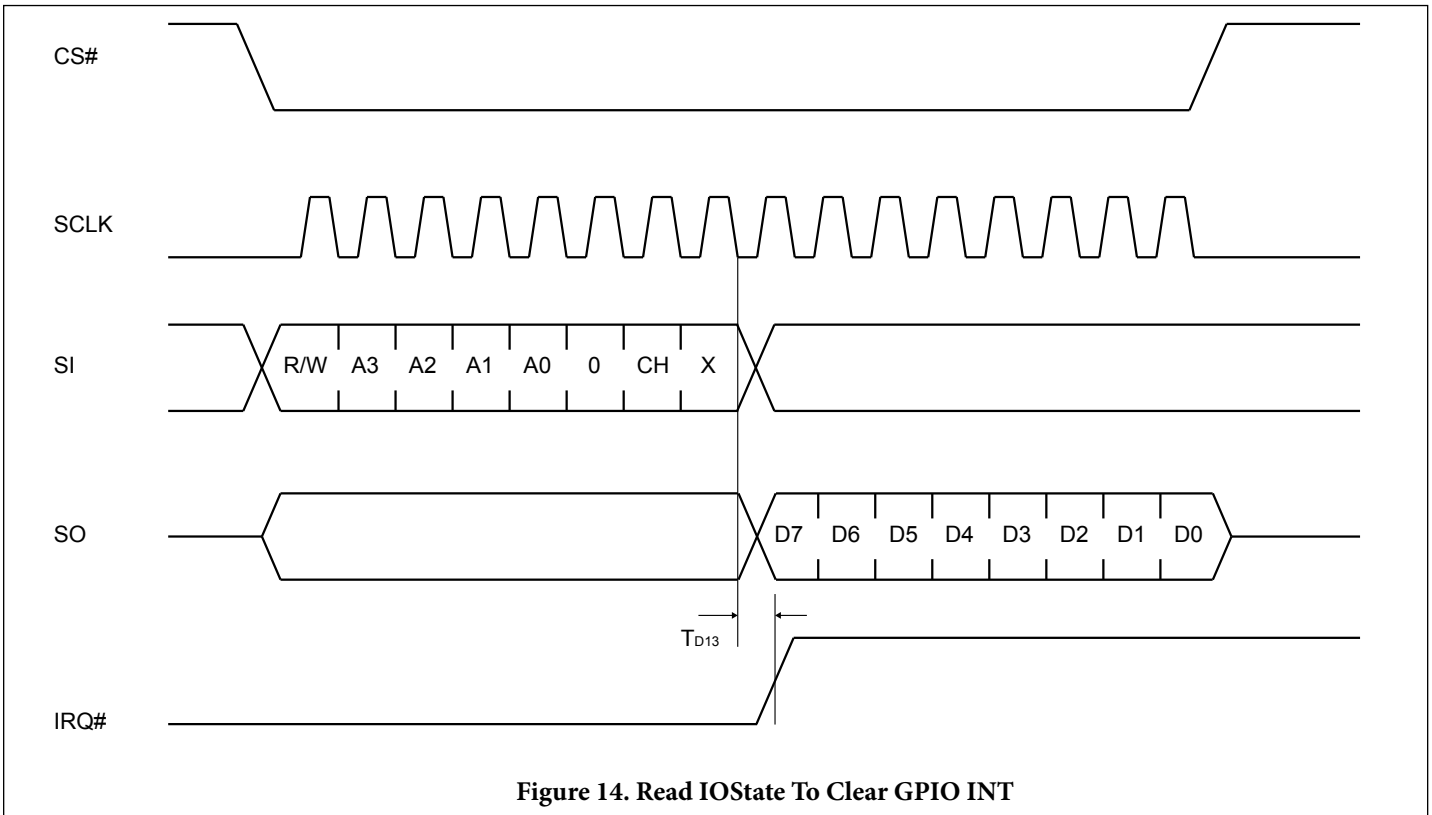 CS#
SCLK
SI
R/W A3 A2 A1 A0 0 CH X
SO
D7 D6 D5 D4 D3 D2 D1 D0
TD13
IRQ#
Figure 14. Read IOState To Clear GPIO INT